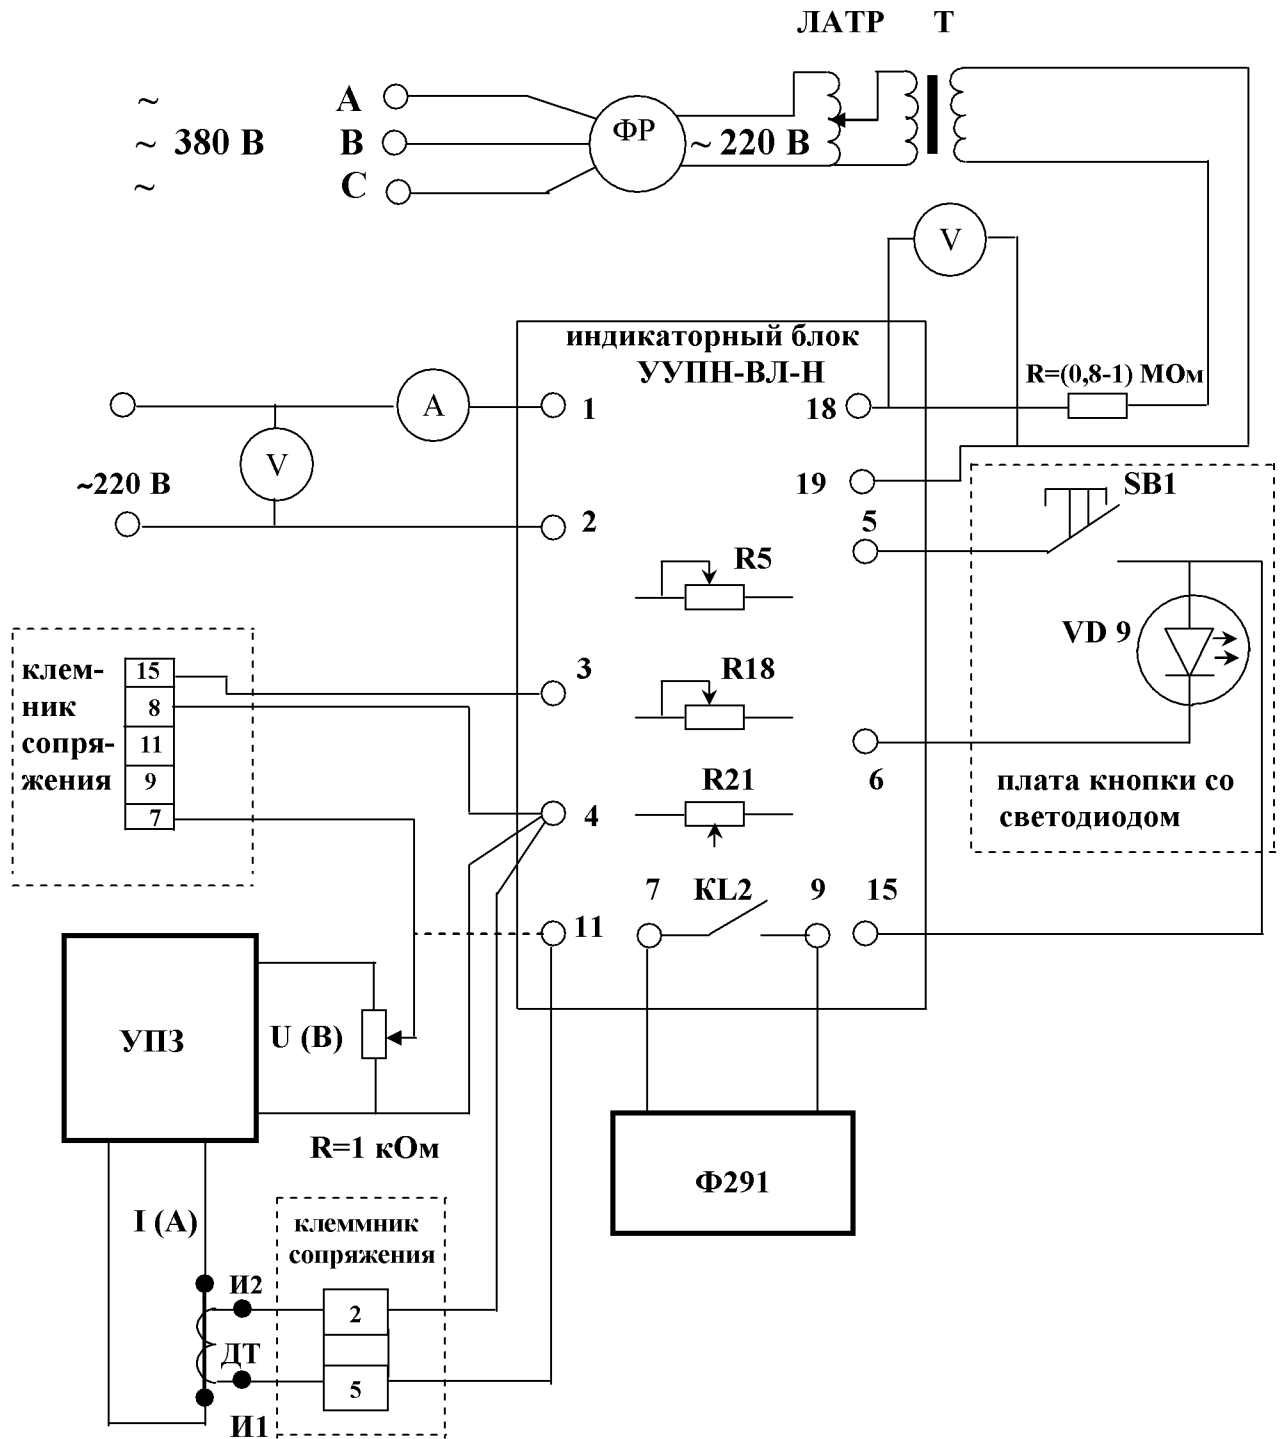 ЛАТР Т
~
~ 380 В
~
А
В
С
ФР
~ 220 В
V
индикаторный блок
УУПН-ВЛ-Н
R=(0,8-1) МОм
А
1
18
V
~220 В
2
19
5
SB1
R5
VD 9
клем-
ник
сопря-
жения
15
8
11
9
7
3
R18
6
R21
4
плата кнопки со
светодиодом
7
KL2
9
15
11
УПЗ
U (В)
R=1 кОм
Ф291
I (А)
клеммник
сопряжения
И2
2
ДТ
5
И1